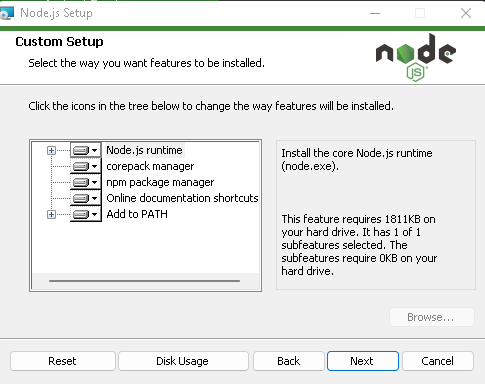 Node.js Setup
Custom Setup
Select the way you want features to be installed.
node
JS
Click the icons in the tree below to change the way features will be installed.
Node.js runtime
corepack manager
npm package manager
Online documentation shortcuts
Add to PATH
Install the core Node.js runtime
(node.exe).
This feature requires 1811KB on
your hard drive. It has 1 of 1
subfeatures selected. The
subfeatures require 0KB on your
hard drive.
Browse...
Reset
Disk Usage
Back
Next
Cancel